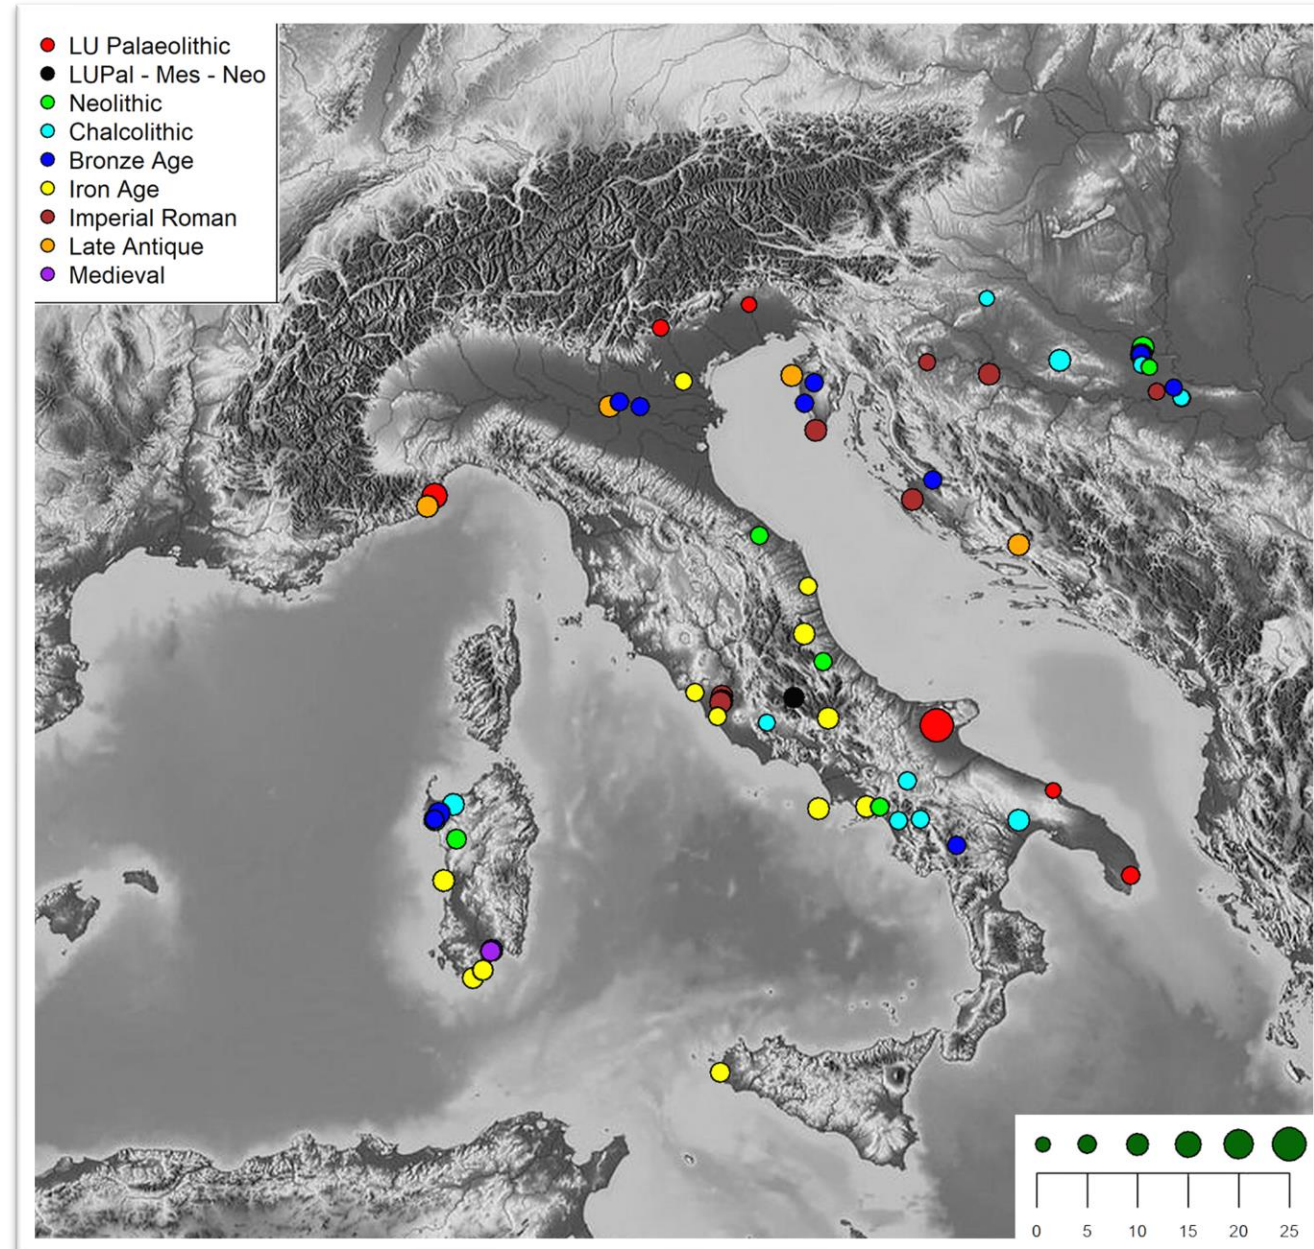 LU Palaeolithic
LUPal - Mes - Neo
Neolithic
Chalcolithic
Bronze Age
Iron Age
Imperial Roman
Late Antique
Medieval
0 5 10 15 20 25